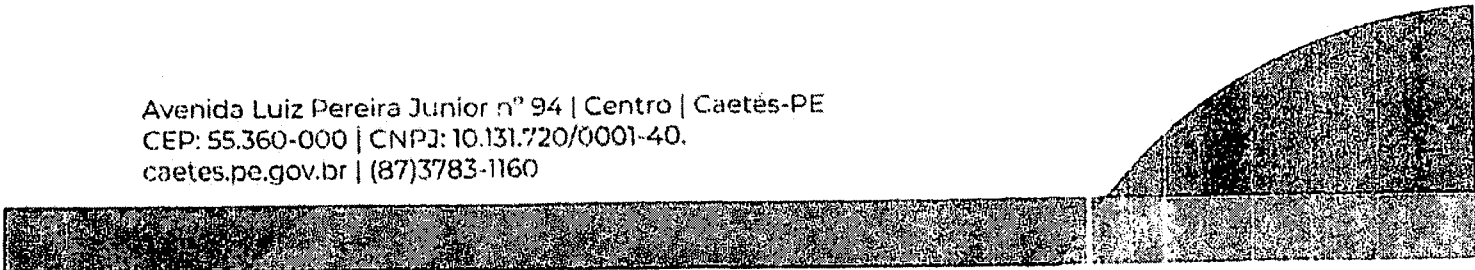 Avenida Luiz Pereira Junior nº 94 | Centro | Caetés-PE
CEP: 55.360-000 | CNPJ: 10.131.720/0001-40.
caetes.pe.gov.br | (87)3783-1160